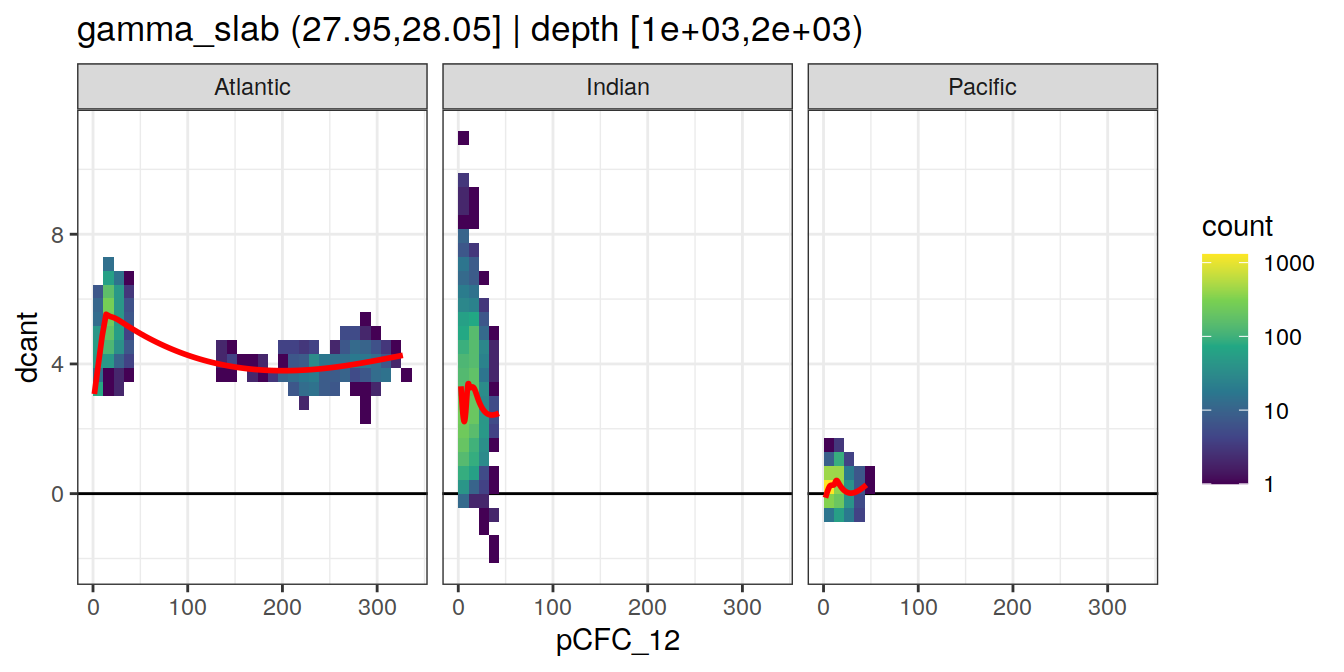 gamma_slab (27.95,28.05] | depth [1e+03,2e+03)
Atlantic Indian Pacific
dcant
8
4
0
0 100 200 300 0 100 200 300 0 100 200 300
pCFC_12
count
1000
100
10
1